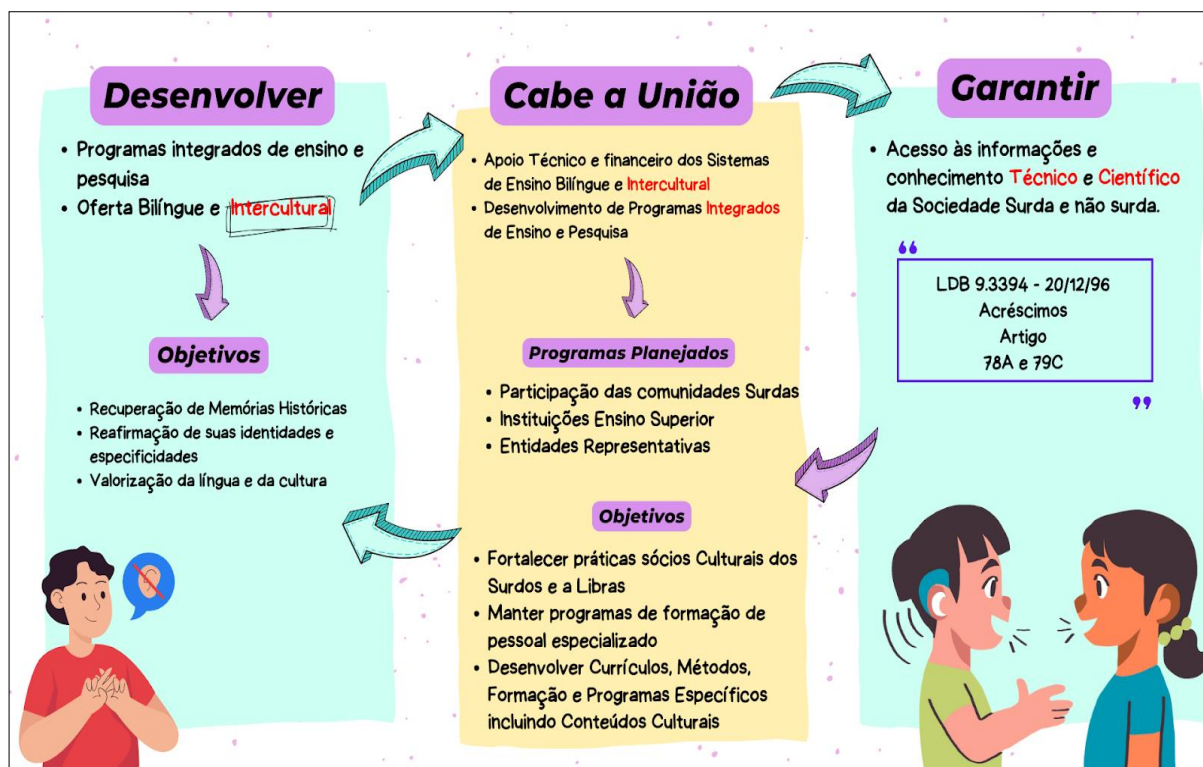 Desenvolver
• Programas integrados de ensino e
pesquisa
• Oferta Bilíngue e Intercultural
Objetivos
• Recuperação de Memórias Históricas
• Reafirmação de suas identidades e
especificidades
• Valorização da língua e da cultura
Cabe a União
• Apoio Técnico e financeiro dos Sistemas
de Ensino Bilíngue e Intercultural
• Desenvolvimento de Programas Integrados
de Ensino e Pesquisa
Programas Planejados
• Participação das comunidades Surdas
• Instituições Ensino Superior
• Entidades Representativas
Objetivos
• Fortalecer práticas sócios Culturais dos
Surdos e a Libras
• Manter programas de formação de
pessoal especializado
• Desenvolver Currículos, Métodos,
Formação e Programas Específicos
incluindo Conteúdos Culturais
Garantir
• Acesso às informações e
conhecimento Técnico e Científico
da Sociedade Surda e não surda.
❝
LDB 9.3394 - 20/12/96
Acréscimos
Artigo
78A e 79C
❞